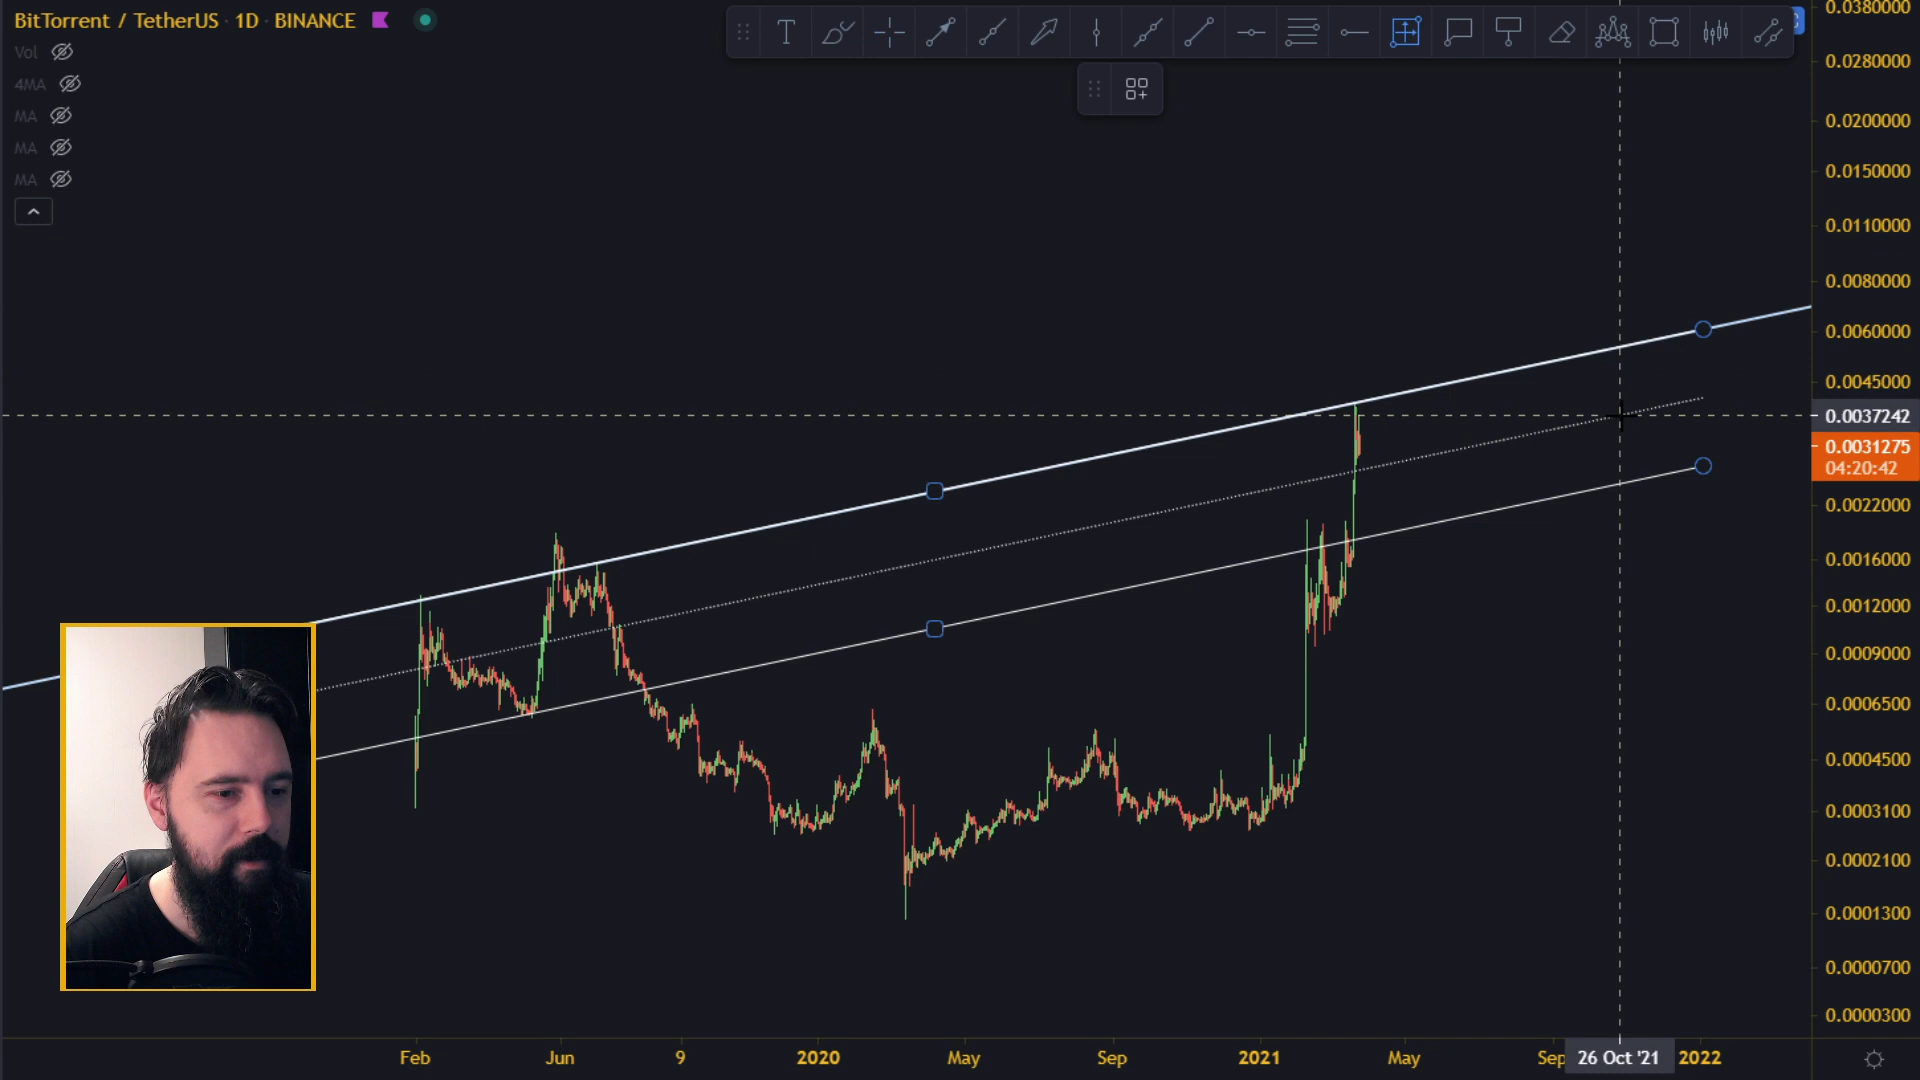 BitTorrent / TetherUS · 1D · BINANCE
Vol
4MA
MA
MA
MA
T
0.0380000
0.0280000
0.0200000
0.0150000
0.0110000
0.0080000
0.0060000
0.0045000
0.0037242
0.0031275
04:20:42
0.0022000
0.0016000
0.0012000
0.0009000
0.0006500
0.0004500
0.0003100
0.0002100
0.0001300
0.0000700
0.0000300
Feb Jun 9 2020 May Sep 2021 May Sep 26 Oct '21 2022